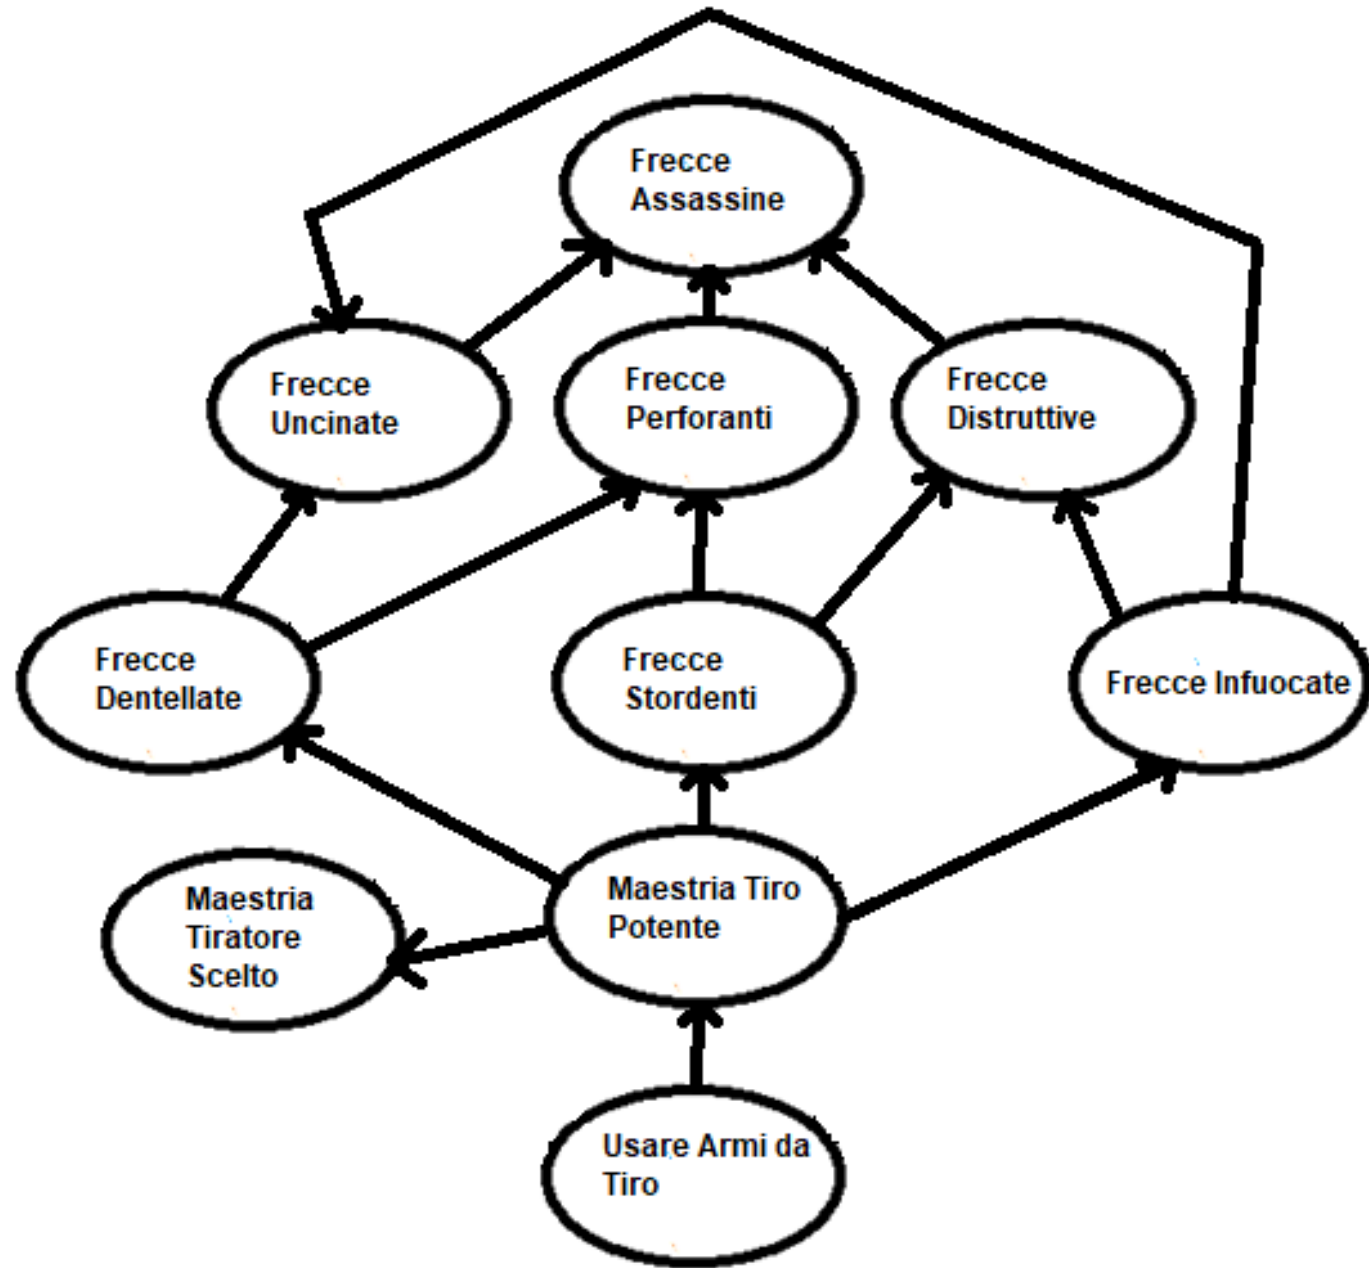 Frecce
Assassine
Frecce
Uncinate
Frecce
Perforanti
Frecce
Distruttive
Frecce
Dentellate
Frecce
Stordenti
Frecce Infuocate
Maestria
Tiratore
Scelto
Maestria Tiro
Potente
Usare Armi da
Tiro